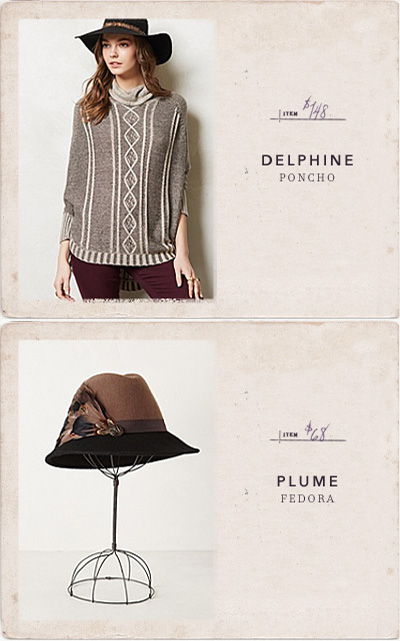 ITEM $148
DELPHINE
PONCHO
ITEM $68
PLUME
FEDORA